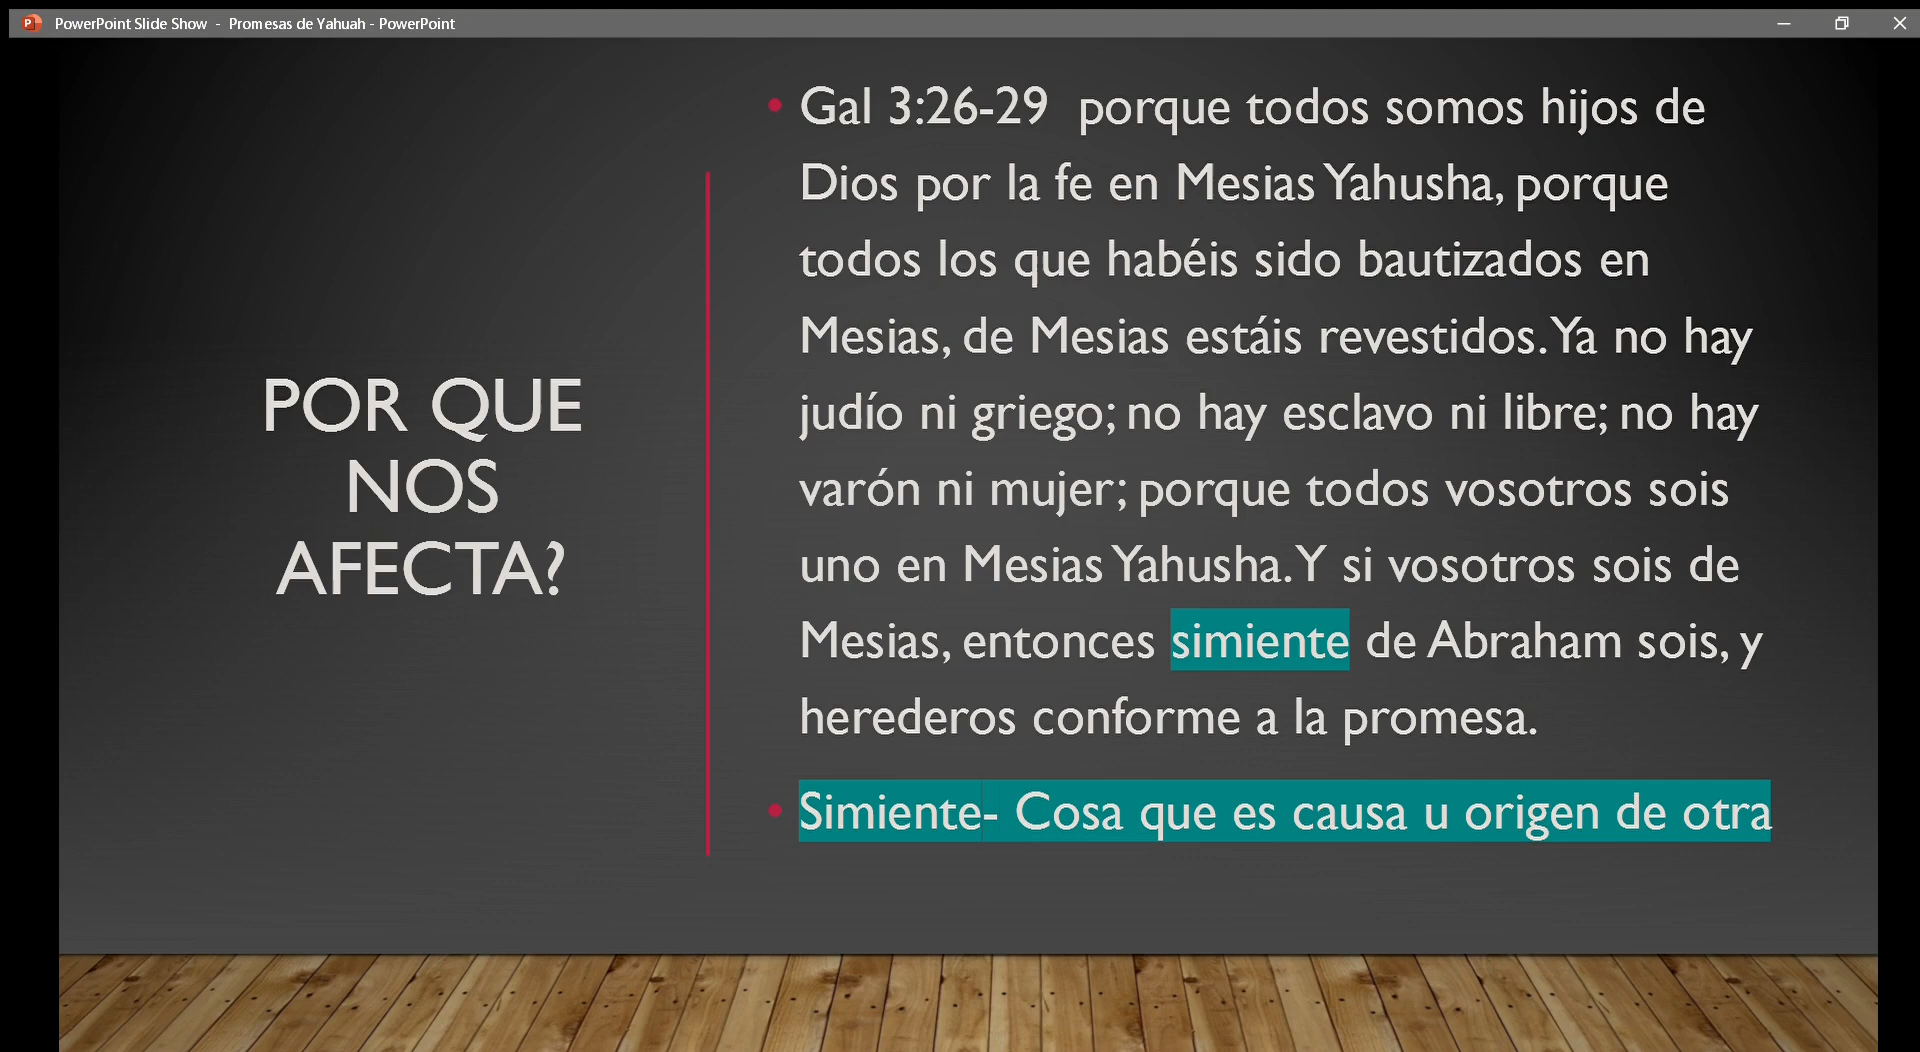 PowerPoint Slide Show - Promesas de Yahuah - PowerPoint
POR QUE
NOS
AFECTA?
• Gal 3:26-29 porque todos somos hijos de
Dios por la fe en Mesias Yahusha, porque
todos los que habéis sido bautizados en
Mesias, de Mesias estáis revestidos. Ya no hay
judío ni griego; no hay esclavo ni libre; no hay
varón ni mujer; porque todos vosotros sois
uno en Mesias Yahusha. Y si vosotros sois de
Mesias, entonces simiente de Abraham sois, y
herederos conforme a la promesa.
• Simiente- Cosa que es causa u origen de otra